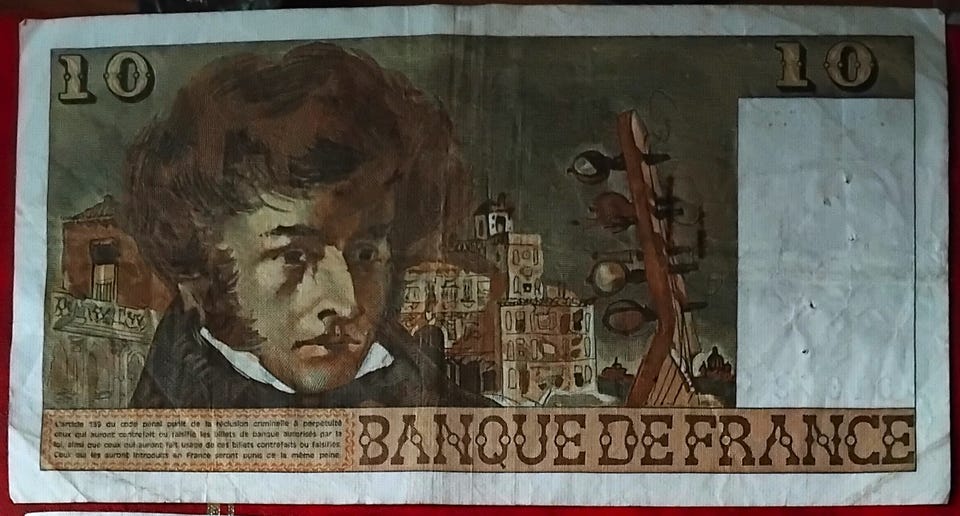 10
10
L'article 139 du code pénal punit de la réclusion criminelle à perpétuité
ceux qui auront contrefait ou falsifié les billets de banque autorisés par la
loi, ainsi que ceux qui auront fait usage de ces billets contrefaits ou falsifiés.
Ceux qui les auront introduits en France seront punis de la même peine.
BANQUE DE FRANCE